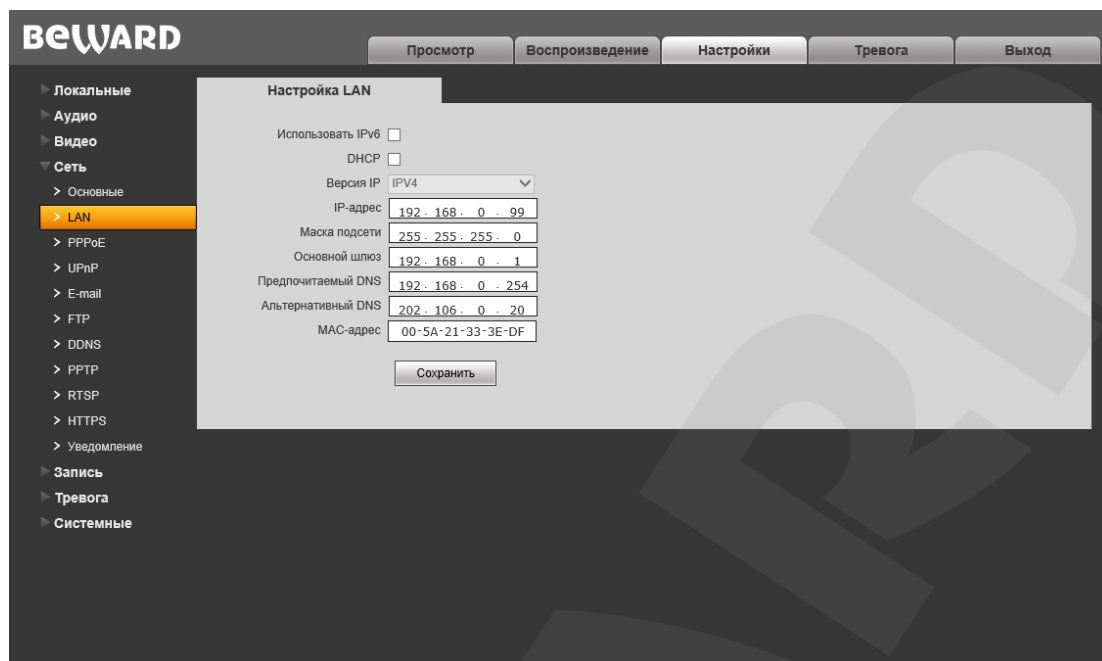 BEWARD
Просмотр
Воспроизведение
Настройки
Тревога
Выход
Локальные
Аудио
Видео
Сеть
Основные
LAN
PPPoE
UPnP
E-mail
FTP
DDNS
PPTP
RTSP
HTTPS
Уведомление
Запись
Тревога
Системные
Настройка LAN
Использовать IPv6
DHCP
Версия IP IPV4
IP-адрес 192 . 168 . 0 . 99
Маска подсети 255 . 255 . 255 . 0
Основной шлюз 192 . 168 . 0 . 1
Предпочитаемый DNS 192 . 168 . 0 . 254
Альтернативный DNS 202 . 106 . 0 . 20
MAC-адрес 00-5A-21-33-3E-DF
Сохранить